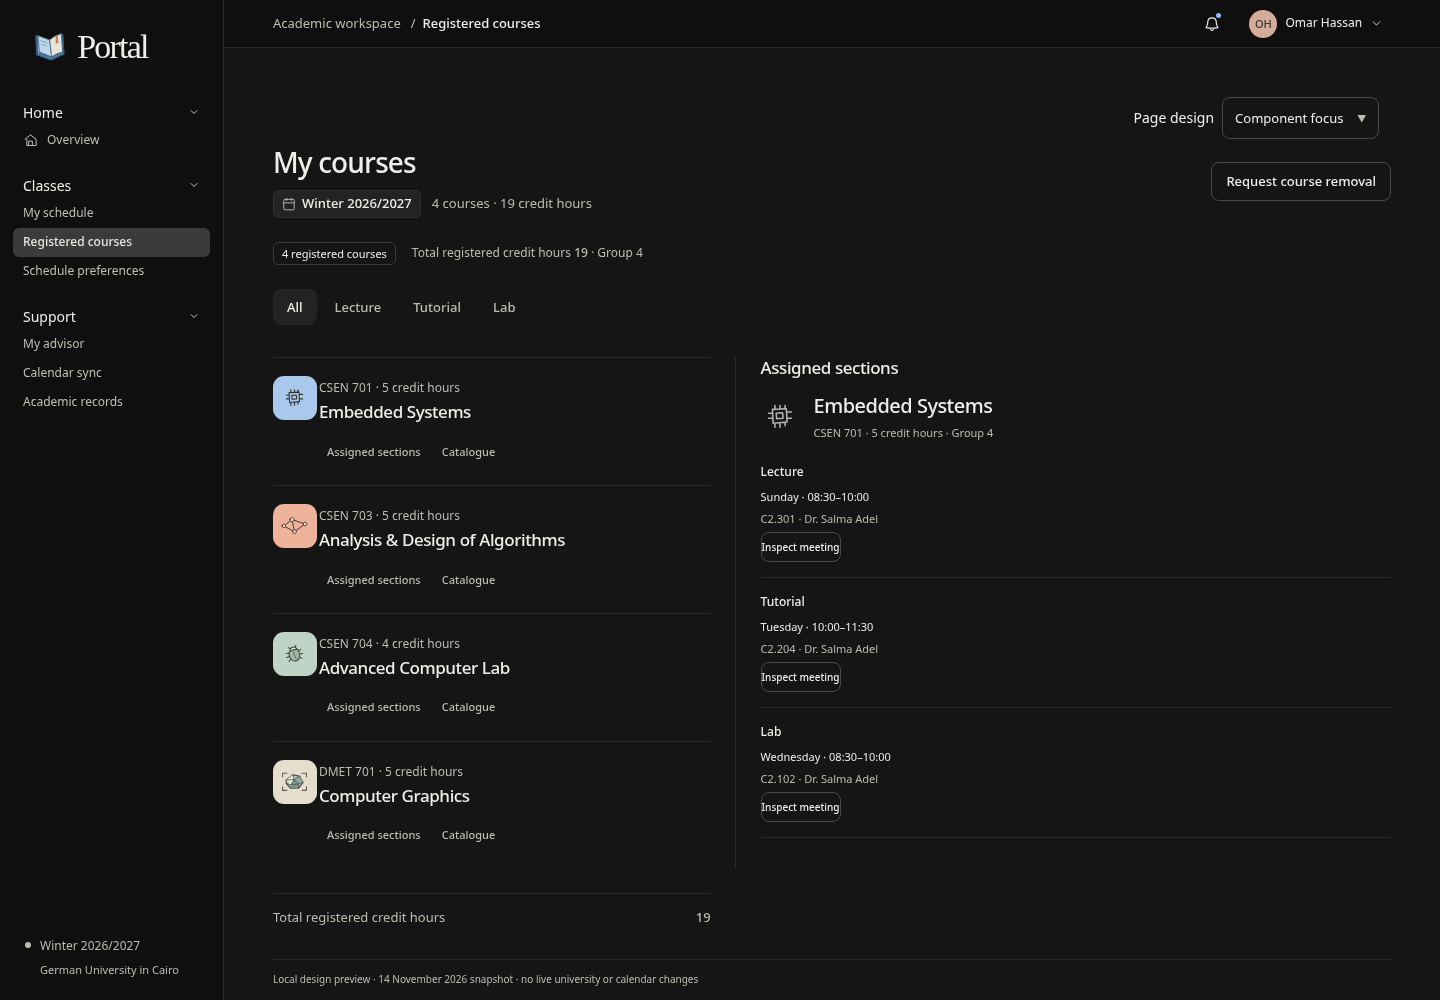 Portal
Home
Overview
Classes
My schedule
Registered courses
Schedule preferences
Support
My advisor
Calendar sync
Academic records
Winter 2026/2027
German University in Cairo
Academic workspace / Registered courses
OH Omar Hassan
Page design Component focus
My courses
Request course removal
Winter 2026/2027 4 courses · 19 credit hours
4 registered courses Total registered credit hours 19 · Group 4
All Lecture Tutorial Lab
CSEN 701 · 5 credit hours
Embedded Systems
Assigned sections Catalogue
CSEN 703 · 5 credit hours
Analysis & Design of Algorithms
Assigned sections Catalogue
CSEN 704 · 4 credit hours
Advanced Computer Lab
Assigned sections Catalogue
DMET 701 · 5 credit hours
Computer Graphics
Assigned sections Catalogue
Total registered credit hours 19
Assigned sections
Embedded Systems
CSEN 701 · 5 credit hours · Group 4
Lecture
Sunday · 08:30–10:00
C2.301 · Dr. Salma Adel
Inspect meeting
Tutorial
Tuesday · 10:00–11:30
C2.204 · Dr. Salma Adel
Inspect meeting
Lab
Wednesday · 08:30–10:00
C2.102 · Dr. Salma Adel
Inspect meeting
Local design preview · 14 November 2026 snapshot · no live university or calendar changes